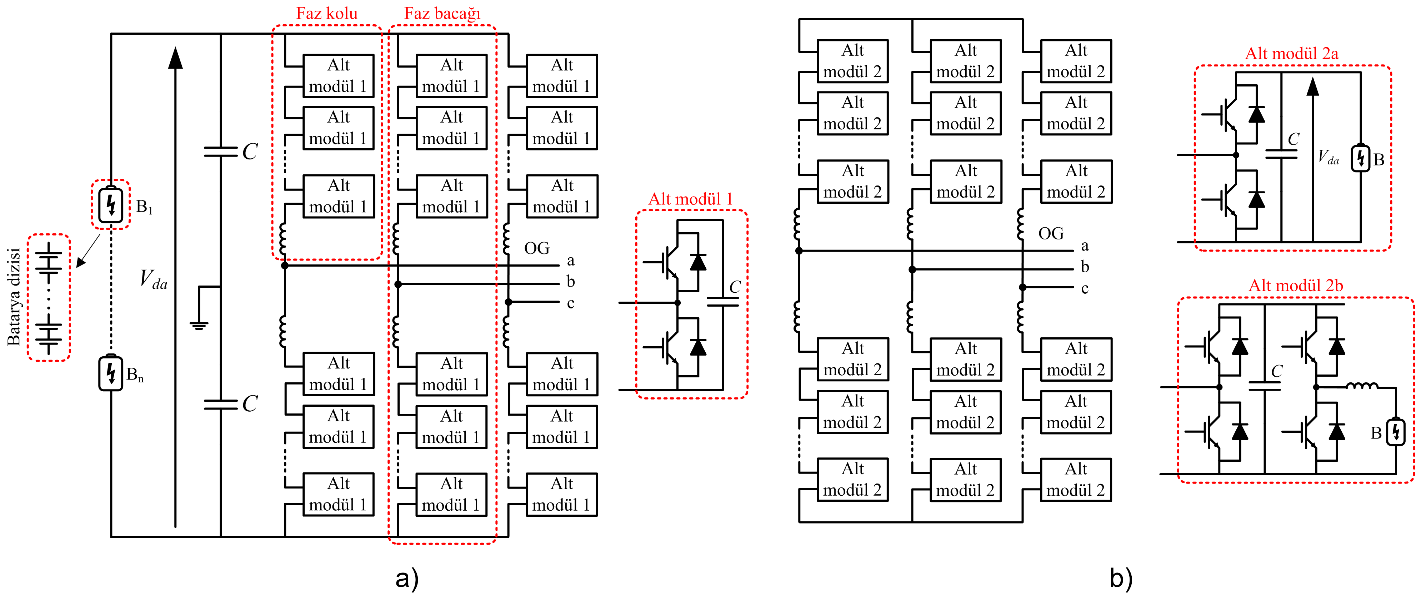 Faz kolu
Faz bacağı
Alt
modül 1
Alt
modül 1
Alt
modül 1
Alt
modül 1
Alt
modül 1
Alt
modül 1
Alt
modül 1
Alt
modül 1
Alt
modül 1
C
B1
Vda
Batarya dizisi
Bn
C
OG
a
b
c
Alt
modül 1
Alt
modül 1
Alt
modül 1
Alt
modül 1
Alt
modül 1
Alt
modül 1
Alt
modül 1
Alt
modül 1
Alt
modül 1
Alt modül 1
C
a)
Alt
modül 2
Alt
modül 2
Alt
modül 2
Alt
modül 2
Alt
modül 2
Alt
modül 2
Alt
modül 2
Alt
modül 2
Alt
modül 2
OG
a
b
c
Alt
modül 2
Alt
modül 2
Alt
modül 2
Alt
modül 2
Alt
modül 2
Alt
modül 2
Alt
modül 2
Alt
modül 2
Alt
modül 2
Alt modül 2a
C
Vda
B
Alt modül 2b
C
B
b)